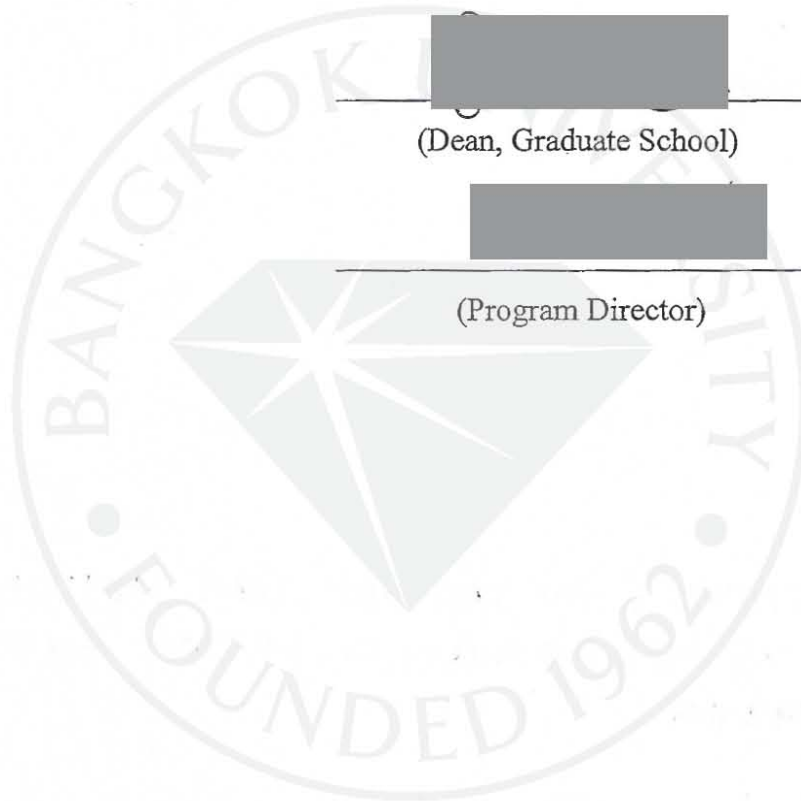 (Dean, Graduate School)
(Program Director)
BANGKOK UNIVERSITY
FOUNDED 1962